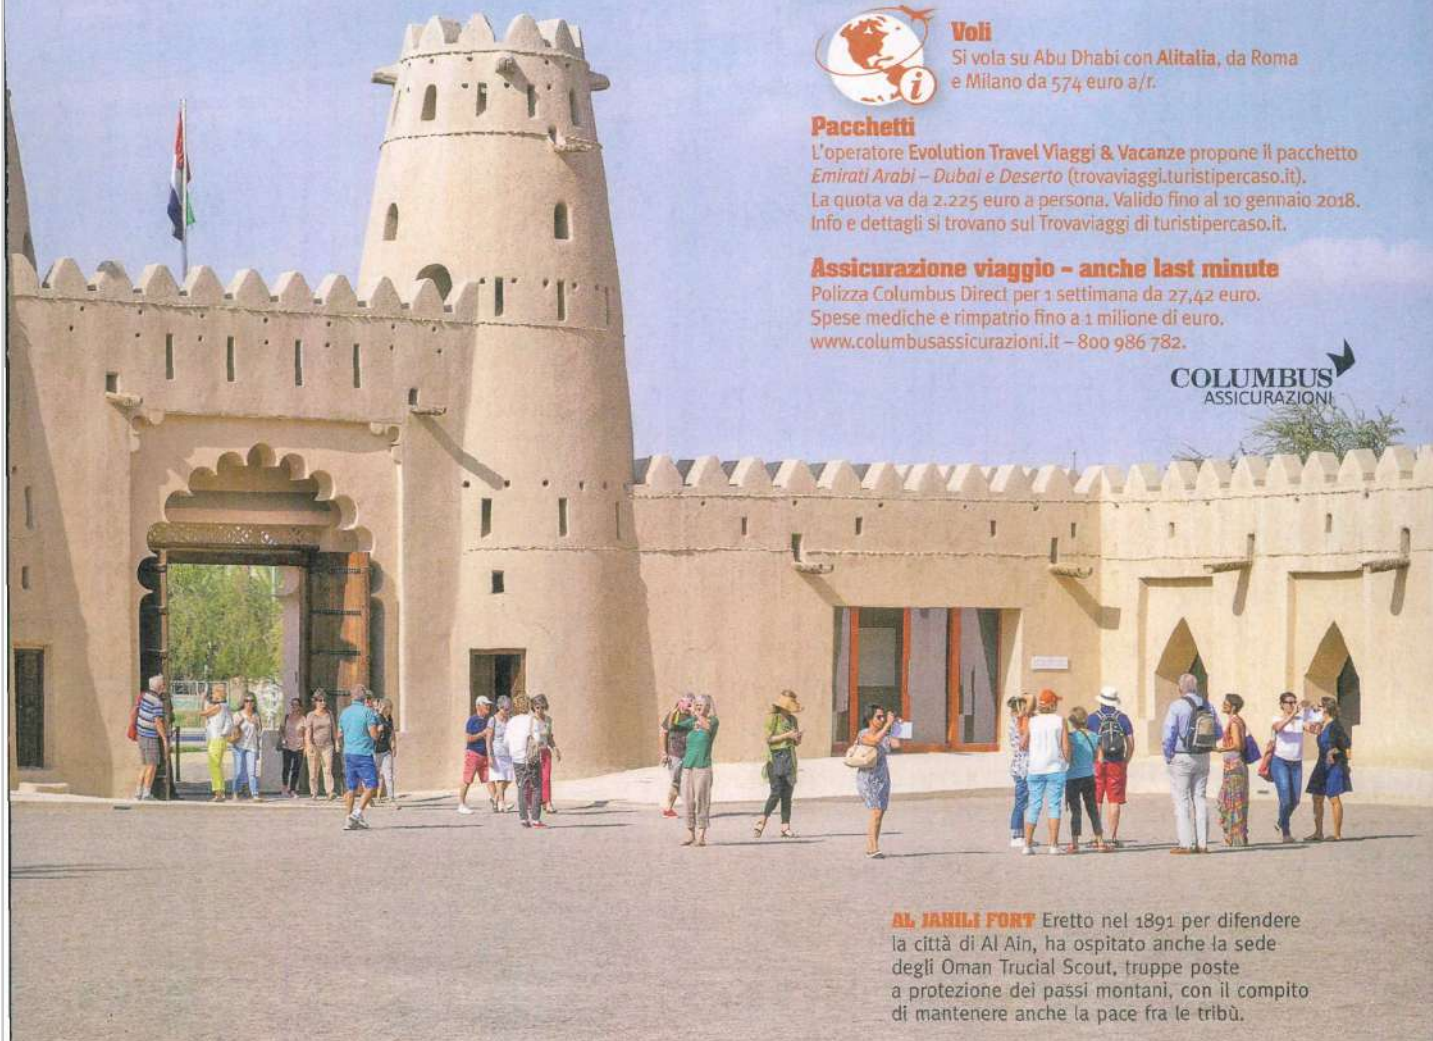 Voli
Si vola su Abu Dhabi con Alitalia, da Roma
e Milano da 574 euro a/r.
Pacchetti
L'operatore Evolution Travel Viaggi & Vacanze propone il pacchetto
Emirati Arabi – Dubai e Deserto (trovaviaggi.turistipercaso.it).
La quota va da 2.225 euro a persona. Valido fino al 10 gennaio 2018.
Info e dettagli si trovano sul Trovaviaggi di turistipercaso.it.
Assicurazione viaggio – anche last minute
Polizza Columbus Direct per 1 settimana da 27,42 euro.
Spese mediche e rimpatrio fino a 1 milione di euro.
www.columbusassicurazioni.it – 800 986 782.
COLUMBUS
ASSICURAZIONI
AL JAHILI FORT Eretto nel 1891 per difendere
la città di Al Ain, ha ospitato anche la sede
degli Oman Trucial Scout, truppe poste
a protezione dei passi montani, con il compito
di mantenere anche la pace fra le tribù.